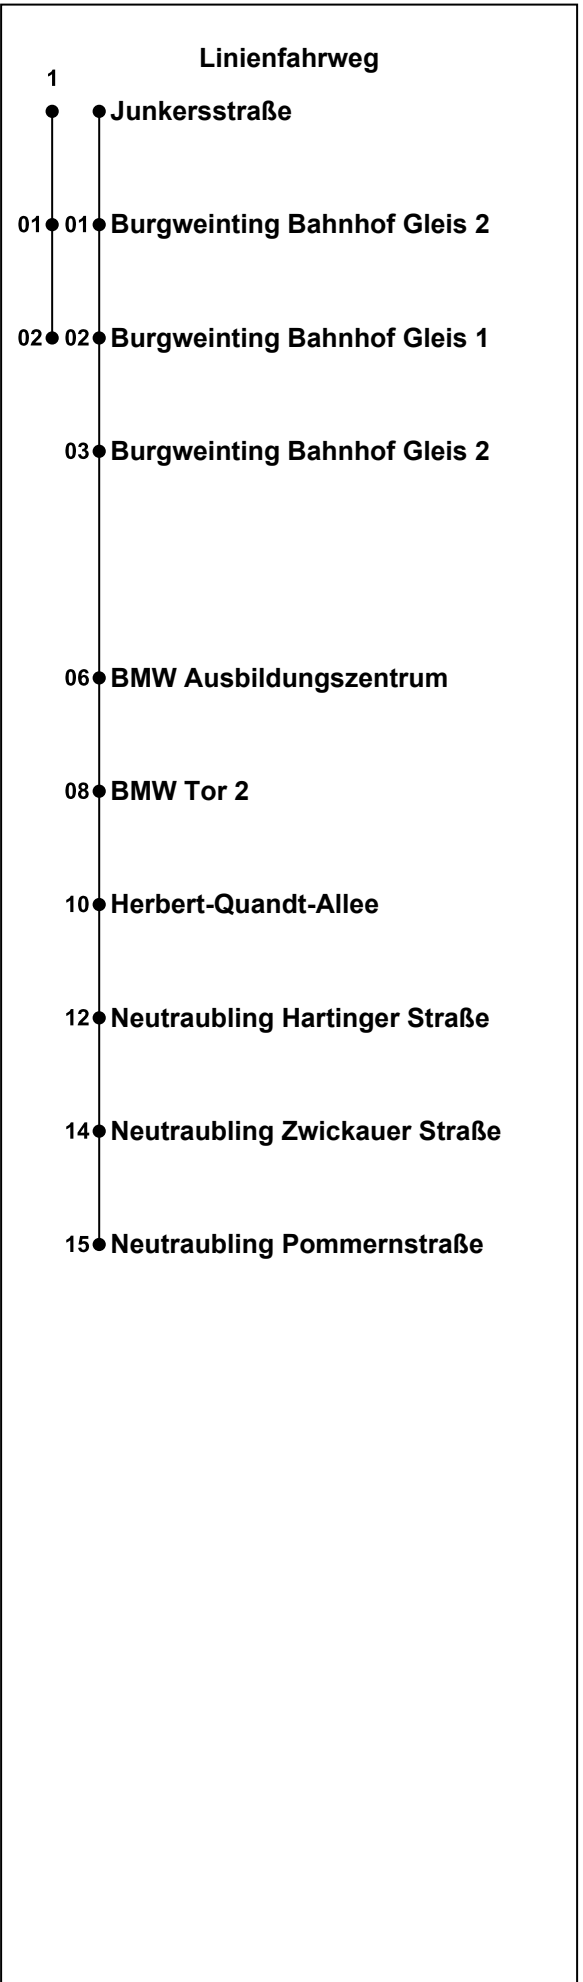 Linienfahrweg
1
Junkersstraße
01 01 Burgweinting Bahnhof Gleis 2
02 02 Burgweinting Bahnhof Gleis 1
03 Burgweinting Bahnhof Gleis 2
06 BMW Ausbildungszentrum
08 BMW Tor 2
10 Herbert-Quandt-Allee
12 Neutraubling Hartinger Straße
14 Neutraubling Zwickauer Straße
15 Neutraubling Pommernstraße